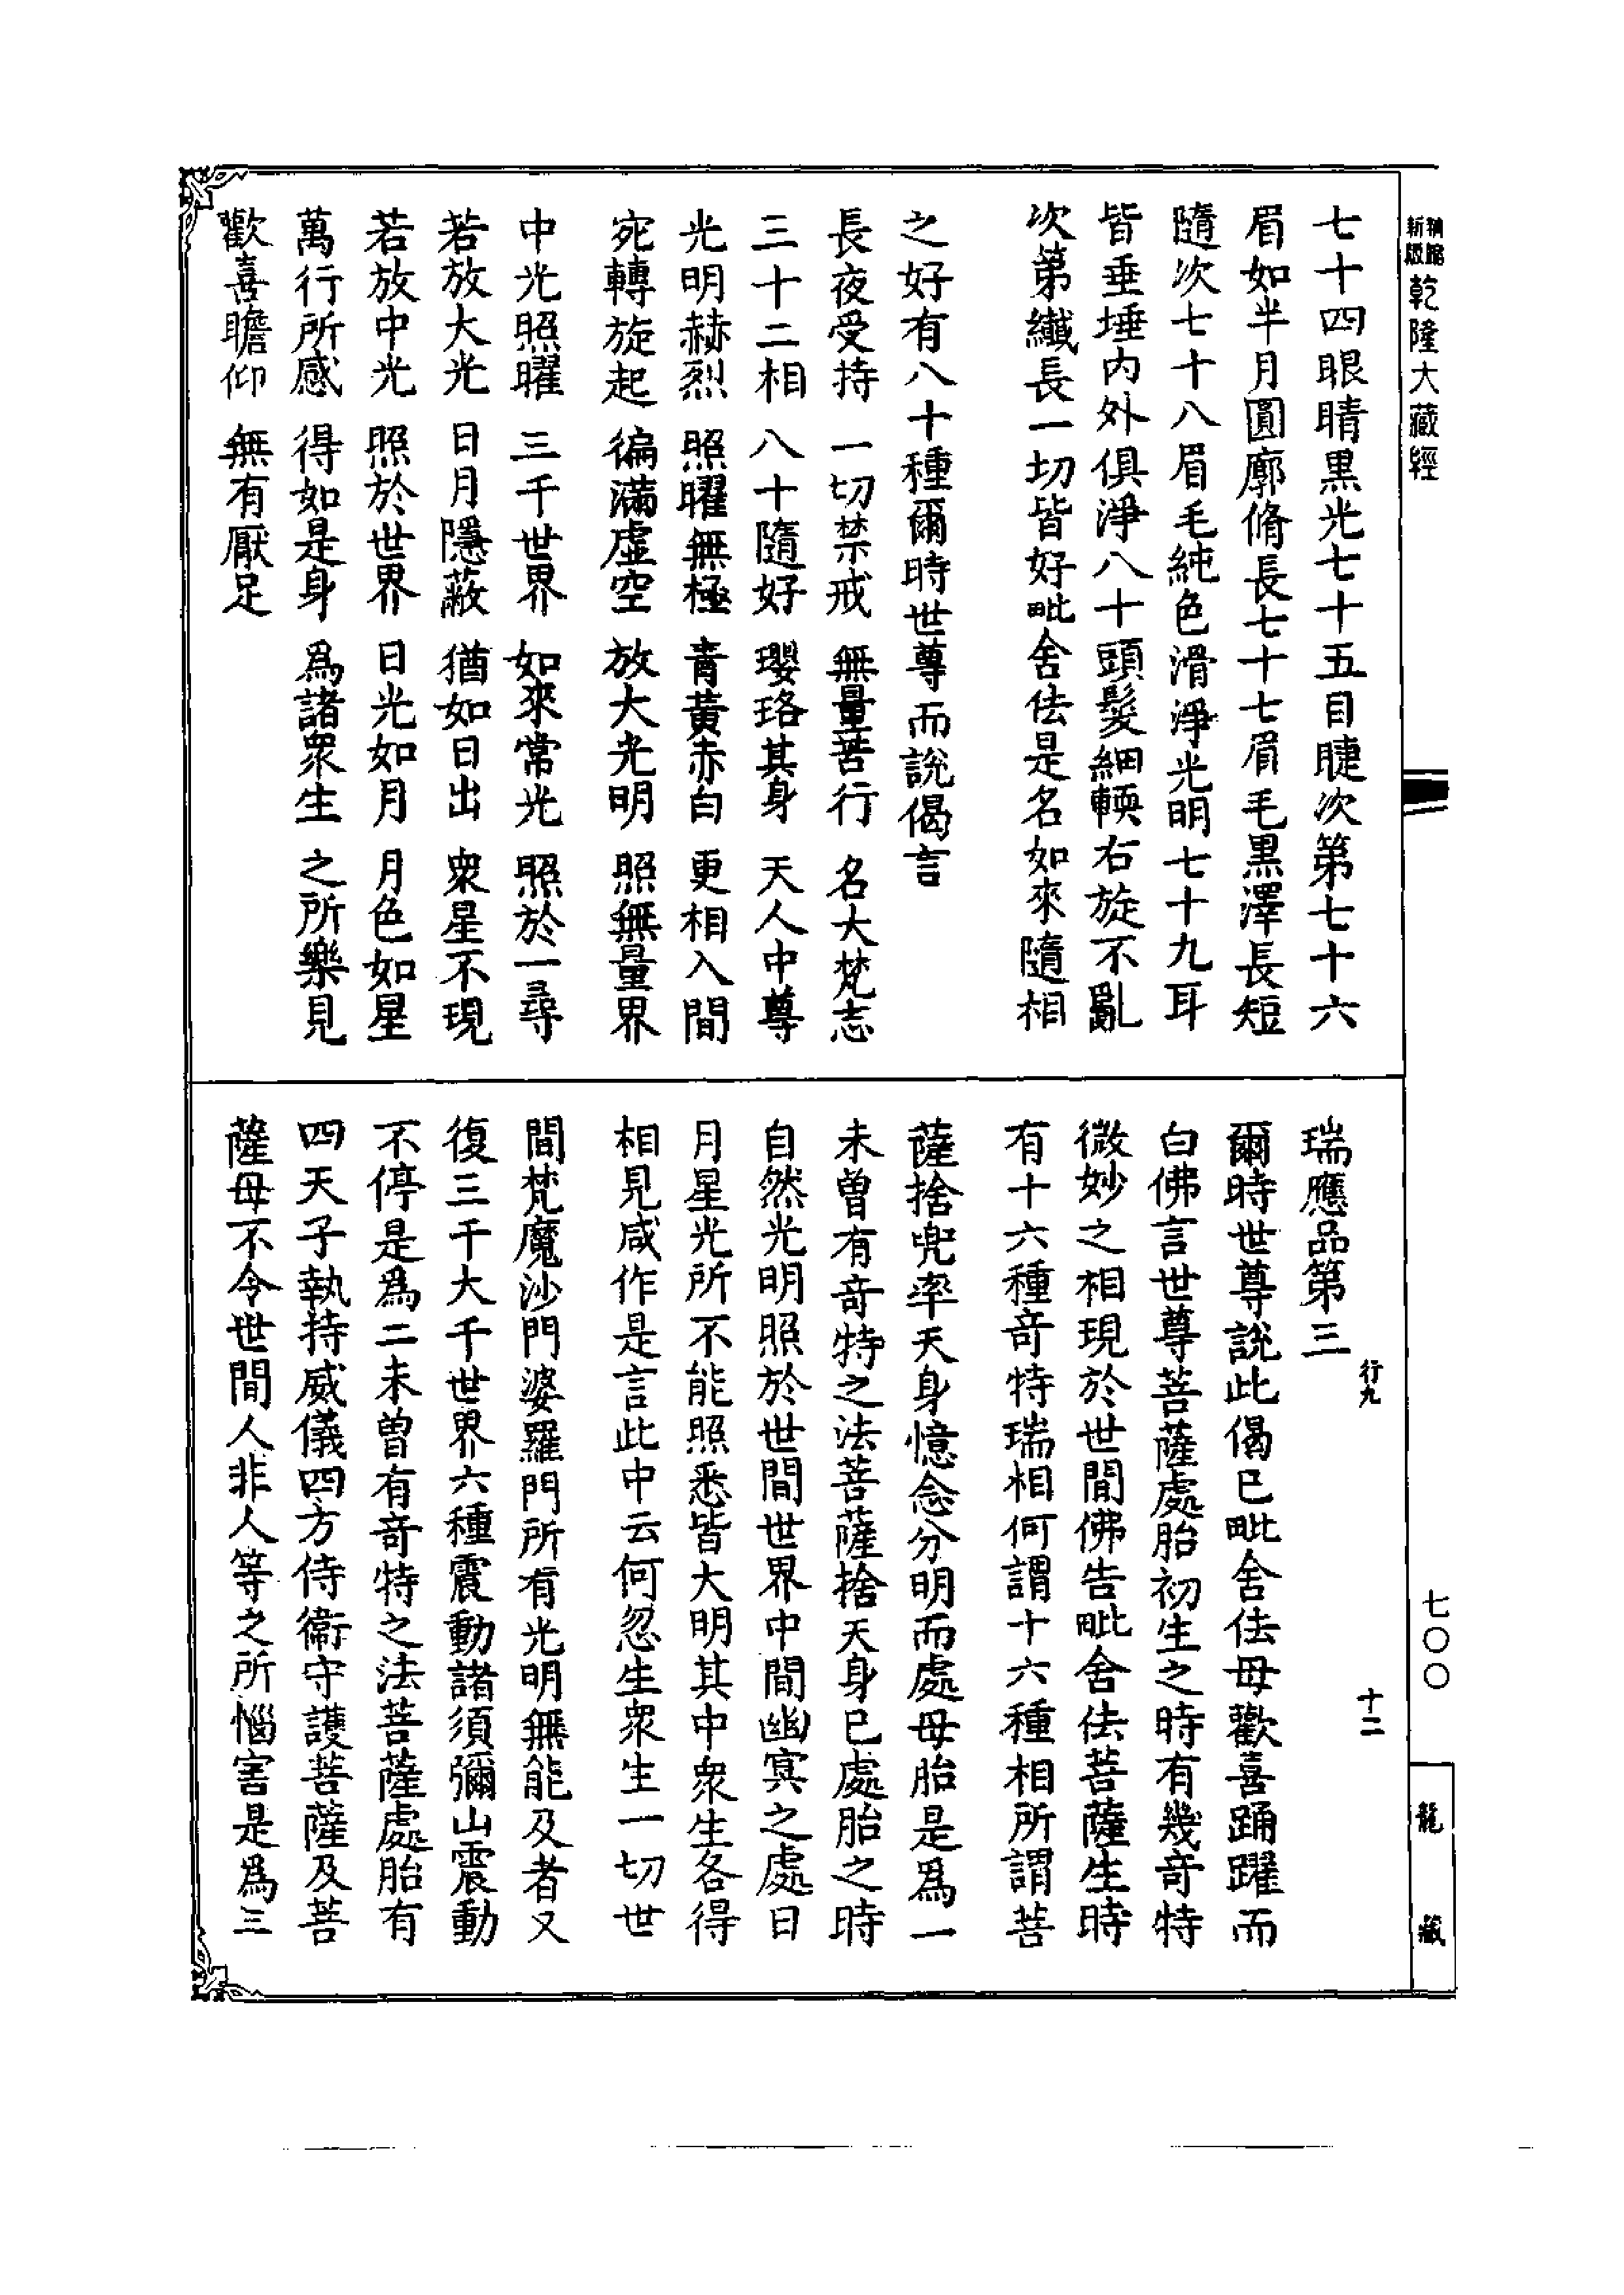 新版
乾隆大藏經
七十四眼睛黑光七十五目睫次第七十六
眉如半月圓廓脩長七十七眉毛黑澤長短
隨次七十八眉毛純色滑淨光明七十九耳
皆垂埵内外俱淨八十頭髮細輭右旋不亂
次第纖長一切皆好毗舍佉是名如來隨相
之好有八十種爾時世尊而說偈言
長夜受持 一切禁戒 無量苦行 名大梵志
三十二相 八十隨好 瓔珞其身 天人中尊
光明赫烈 照曜無極 青黃赤白 更相入間
宛轉旋起 徧滿虛空 放大光明 照無量界
中光照曜 三千世界 如來常光 照於一尋
若放大光 日月隱蔽 猶如日出 衆星不現
若放中光 照於世界 日光如月 月色如星
萬行所感 得如是身 爲諸衆生 之所樂見
歡喜瞻仰 無有厭足
七〇〇
龍藏
行九 十二
瑞應品第三
爾時世尊說此偈已毗舍佉母歡喜踊躍而
白佛言世尊菩薩處胎初生之時有幾奇特
微妙之相現於世間佛告毗舍佉菩薩生時
有十六種奇特瑞相何謂十六種相所謂菩
薩捨兜率天身憶念分明而處母胎是爲一
未曾有奇特之法菩薩捨天身已處胎之時
自然光明照於世間世界中間幽冥之處日
月星光所不能照悉皆大明其中衆生各得
相見咸作是言此中云何忽生衆生一切世
間梵魔沙門婆羅門所有光明無能及者又
復三千大千世界六種震動諸須彌山震動
不停是爲二未曾有奇特之法菩薩處胎有
四天子執持威儀四方侍衞守護菩薩及菩
薩母不令世間人非人等之所惱害是爲三